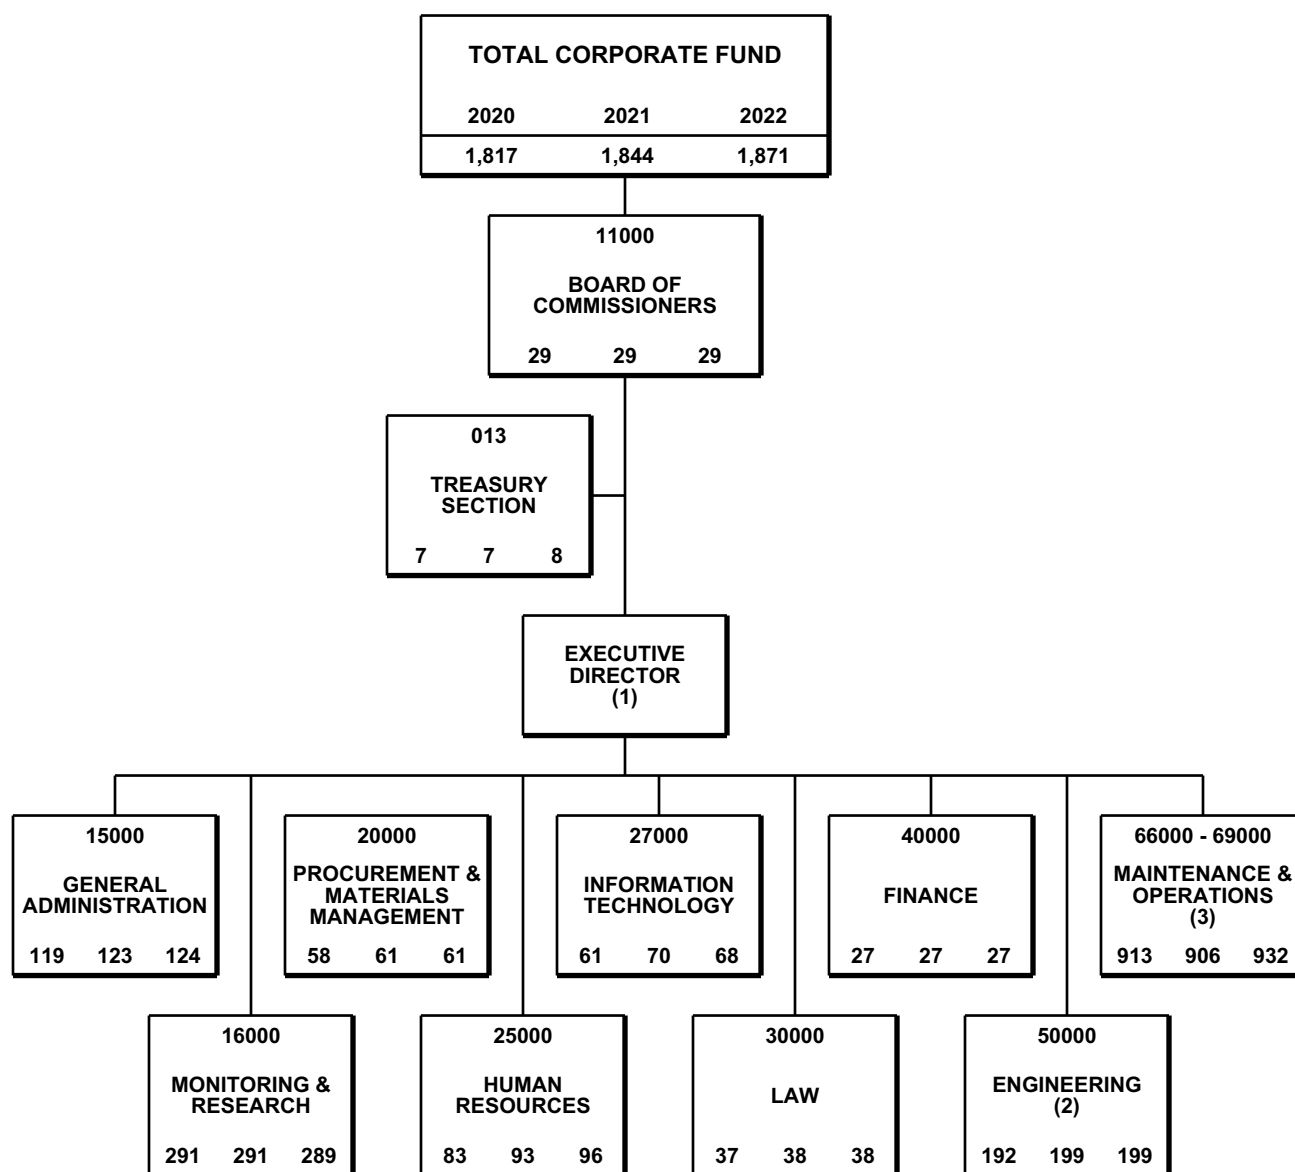 TOTAL CORPORATE FUND
2020 2021 2022
1,817 1,844 1,871
11000
BOARD OF
COMMISSIONERS
29 29 29
013
TREASURY
SECTION
7 7 8
EXECUTIVE
DIRECTOR
(1)
15000
GENERAL
ADMINISTRATION
119 123 124
20000
PROCUREMENT &
MATERIALS
MANAGEMENT
58 61 61
27000
INFORMATION
TECHNOLOGY
61 70 68
40000
FINANCE
27 27 27
66000 - 69000
MAINTENANCE &
OPERATIONS
(3)
913 906 932
16000
MONITORING &
RESEARCH
291 291 289
25000
HUMAN
RESOURCES
83 93 96
30000
LAW
37 38 38
50000
ENGINEERING
(2)
192 199 199